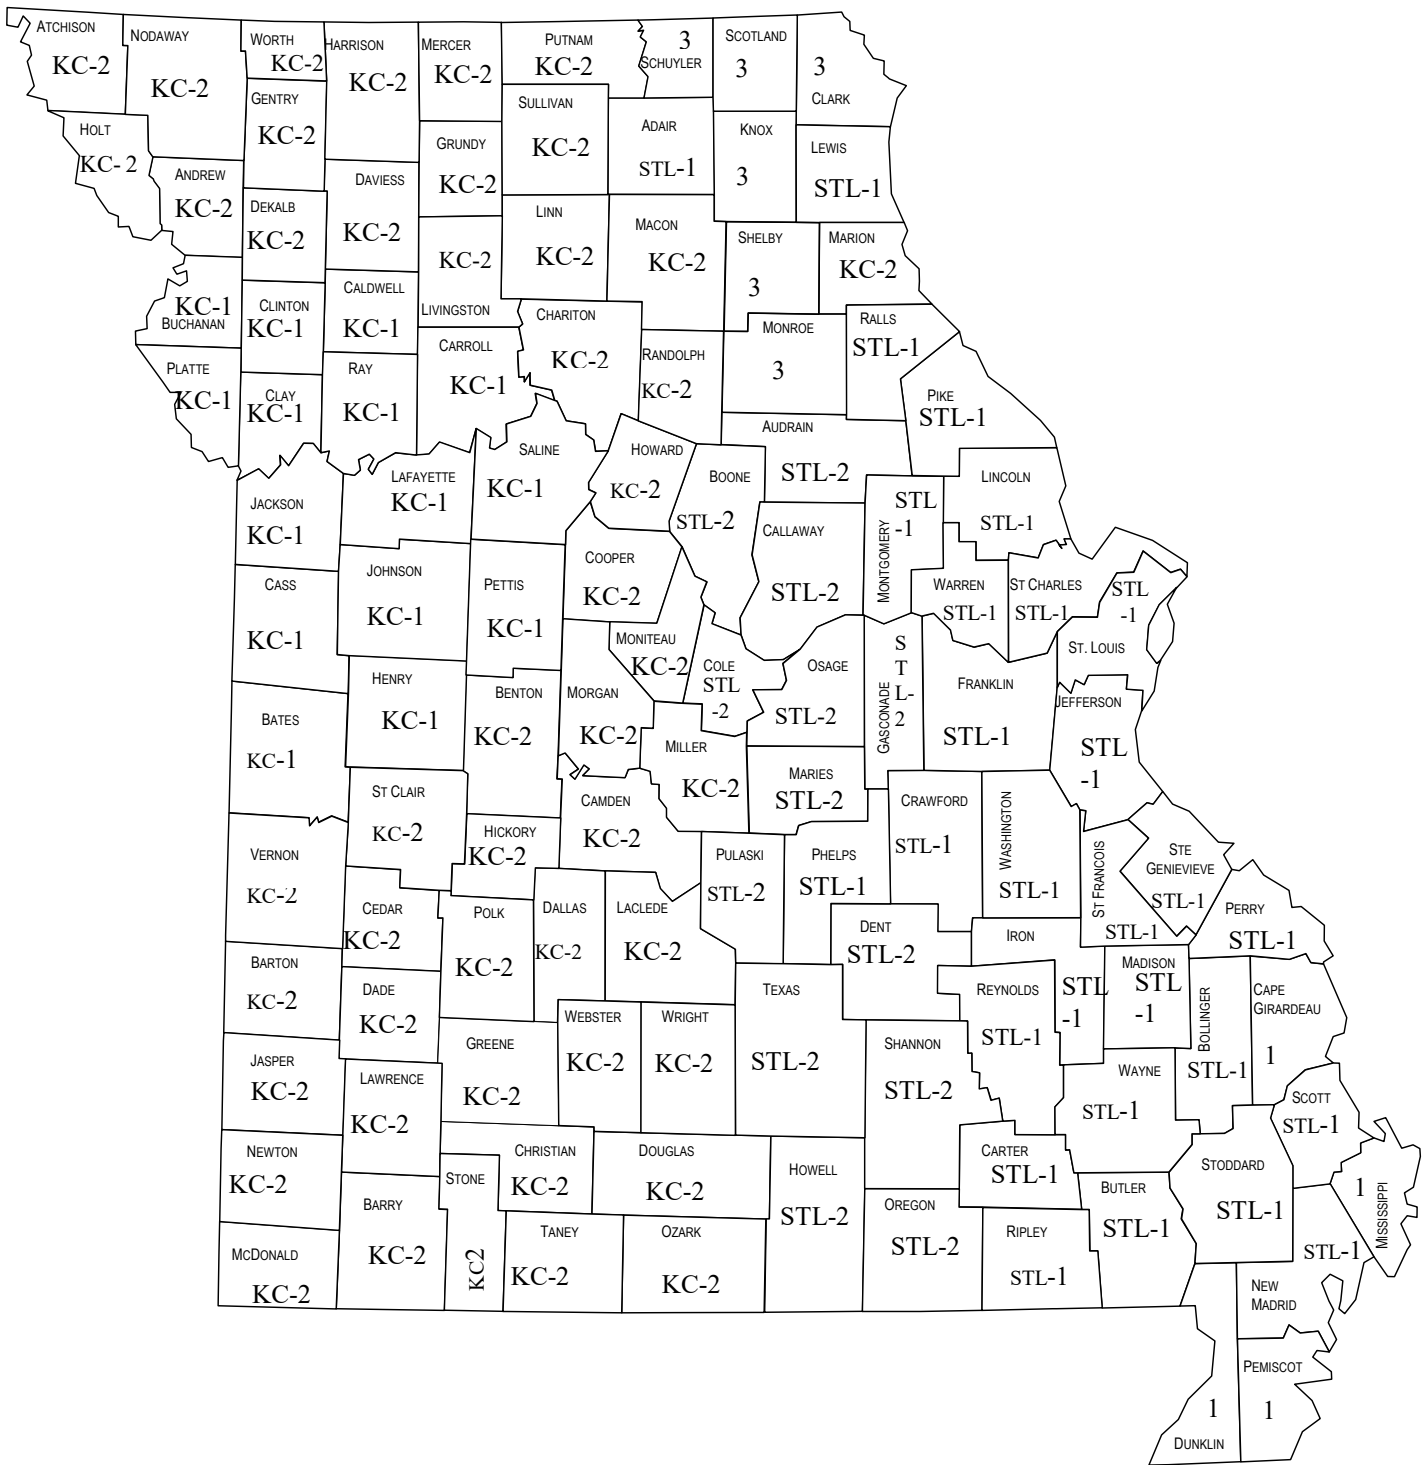 ATCHISON
KC-2
NODAWAY
KC-2
WORTH
KC-2
HARRISON
KC-2
MERCER
KC-2
PUTNAM
KC-2
3
SCHUYLER
SCOTLAND
3
3
CLARK
HOLT
KC-2
ANDREW
KC-2
GENTRY
KC-2
DEKALB
KC-2
DAVIESS
KC-2
GRUNDY
KC-2
SULLIVAN
KC-2
ADAIR
STL-1
KNOX
3
LEWIS
STL-1
LINN
KC-2
MACON
KC-2
SHELBY
3
MARION
KC-2
KC-1
BUCHANAN
CLINTON
KC-1
CALDWELL
KC-1
KC-2
LIVINGSTON
CHARITON
KC-2
RANDOLPH
KC-2
MONROE
3
RALLS
STL-1
PLATTE
KC-1
CLAY
KC-1
RAY
KC-1
CARROLL
KC-1
PIKE
STL-1
AUDRAIN
STL-2
JACKSON
KC-1
LAFAYETTE
KC-1
SALINE
KC-1
HOWARD
KC-2
BOONE
STL-2
CALLAWAY
STL-2
STL
-1
MONTGOMERY
LINCOLN
STL-1
WARREN
STL-1
ST CHARLES
STL-1
STL
-1
ST. LOUIS
CASS
KC-1
JOHNSON
KC-1
PETTIS
KC-1
COOPER
KC-2
MONITEAU
KC-2
COLE
STL
-2
OSAGE
STL-2
S
T
L-
2
GASCONADE
FRANKLIN
STL-1
JEFFERSON
STL
-1
BATES
KC-1
HENRY
KC-1
BENTON
KC-2
MORGAN
KC-2
MILLER
KC-2
MARIES
STL-2
ST CLAIR
KC-2
HICKORY
KC-2
CAMDEN
KC-2
PULASKI
STL-2
PHELPS
STL-1
CRAWFORD
STL-1
WASHINGTON
STL-1
ST FRANCOIS
STL-1
STE
GENIEVIEVE
STL-1
PERRY
STL-1
VERNON
KC-2
CEDAR
KC-2
POLK
KC-2
DALLAS
KC-2
LACLEDE
KC-2
DENT
STL-2
IRON
STL
-1
MADISON
STL
-1
BOLLINGER
STL-1
CAPE
GIRARDEAU
1
BARTON
KC-2
DADE
KC-2
GREENE
KC-2
WEBSTER
KC-2
WRIGHT
KC-2
TEXAS
STL-2
SHANNON
STL-2
REYNOLDS
STL-1
WAYNE
STL-1
SCOTT
STL-1
JASPER
KC-2
LAWRENCE
KC-2
CHRISTIAN
KC-2
DOUGLAS
KC-2
HOWELL
STL-2
CARTER
STL-1
BUTLER
STL-1
STODDARD
STL-1
1
MISSISSIPPI
NEWTON
KC-2
BARRY
KC-2
STONE
KC2
TANEY
KC-2
OZARK
KC-2
OREGON
STL-2
RIPLEY
STL-1
STL-1
NEW
MADRID
MCDONALD
KC-2
PEMISCOT
1
1
DUNKLIN